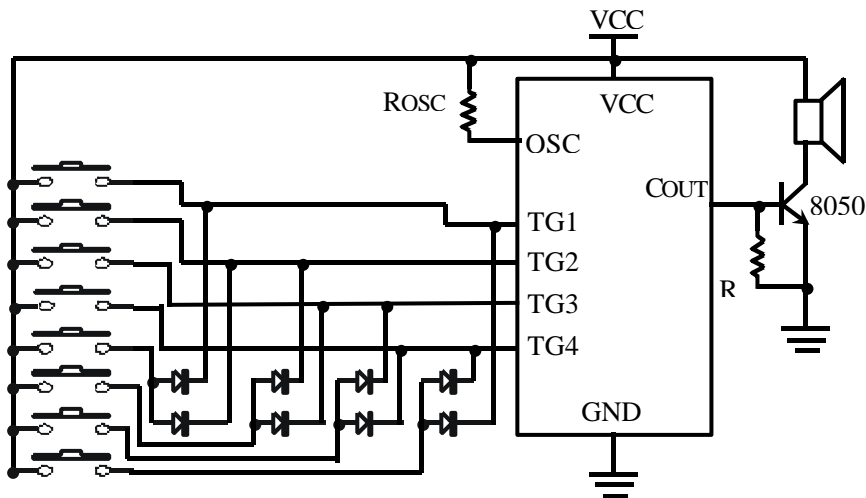 VCC
ROSC
VCC
OSC
COUT
8050
TG1
TG2
TG3
R
TG4
GND